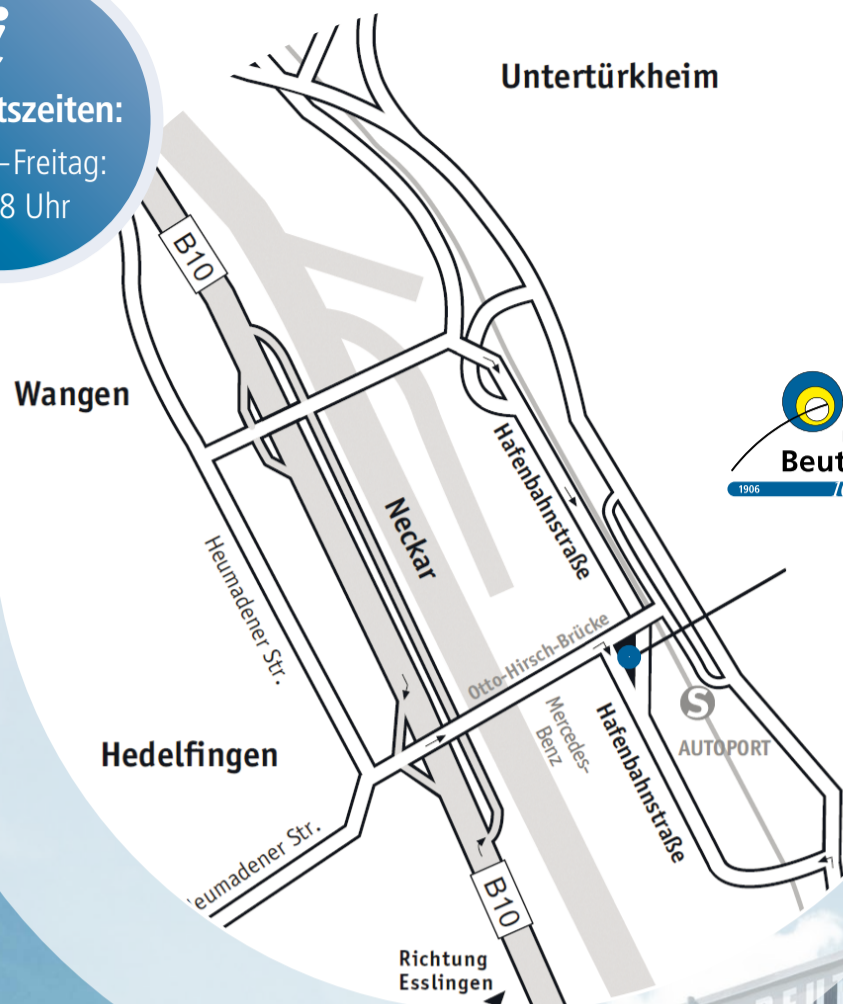 tszeiten:
–Freitag:
8 Uhr
Untertürkheim
B10
Wangen
Beut
1906
Hafenbahnstraße
Neckar
Heumadener Str.
Otto-Hirsch-Brücke
Mercedes-
Benz
Hafenbahnstraße
S
AUTOPORT
Hedelfingen
eumadener Str.
B10
Richtung
Esslingen